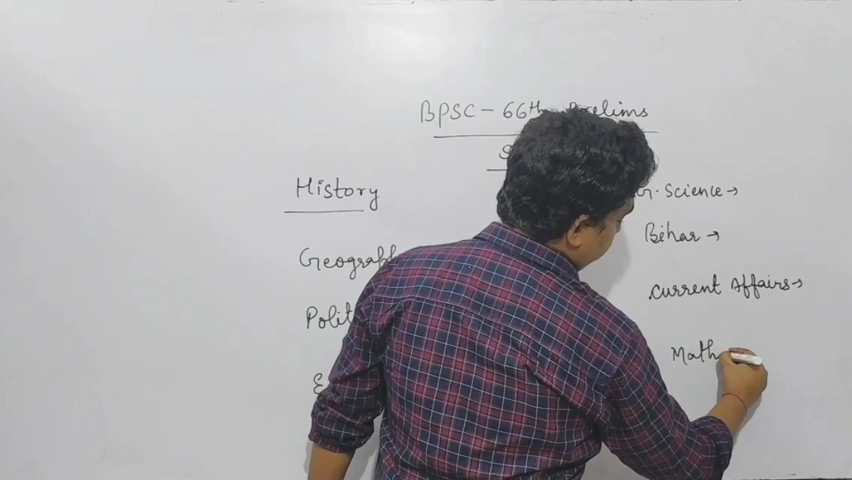 BPSC - 66th Prelims
History
Geograph
Polit
E
r. Science →
Bihar →
Current Affairs →
Math